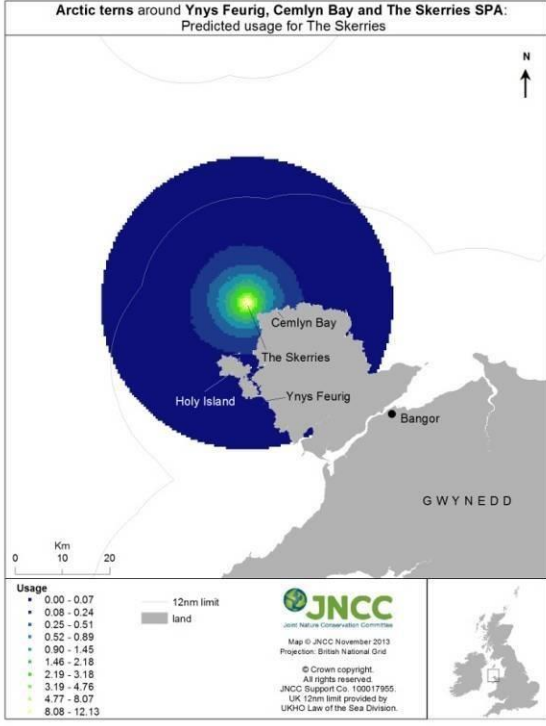 Arctic terns around Ynys Feurig, Cemlyn Bay and The Skerries SPA:
Predicted usage for The Skerries
N
Cemlyn Bay
The Skerries
Holy Island
Ynys Feurig
Bangor
GWYNEDD
Km
0 10 20
Usage
0.00 - 0.07
0.08 - 0.24
0.25 - 0.51
0.52 - 0.89
0.90 - 1.45
1.46 - 2.18
2.19 - 3.18
3.19 - 4.76
4.77 - 8.07
8.08 - 12.13
12nm limit
land
JNCC
Joint Nature Conservation Committee
Map © JNCC November 2013
Projection: British National Grid
© Crown copyright.
All rights reserved.
JNCC Support Co. 100017955.
UK 12nm limit provided by
UKHO Law of the Sea Division.